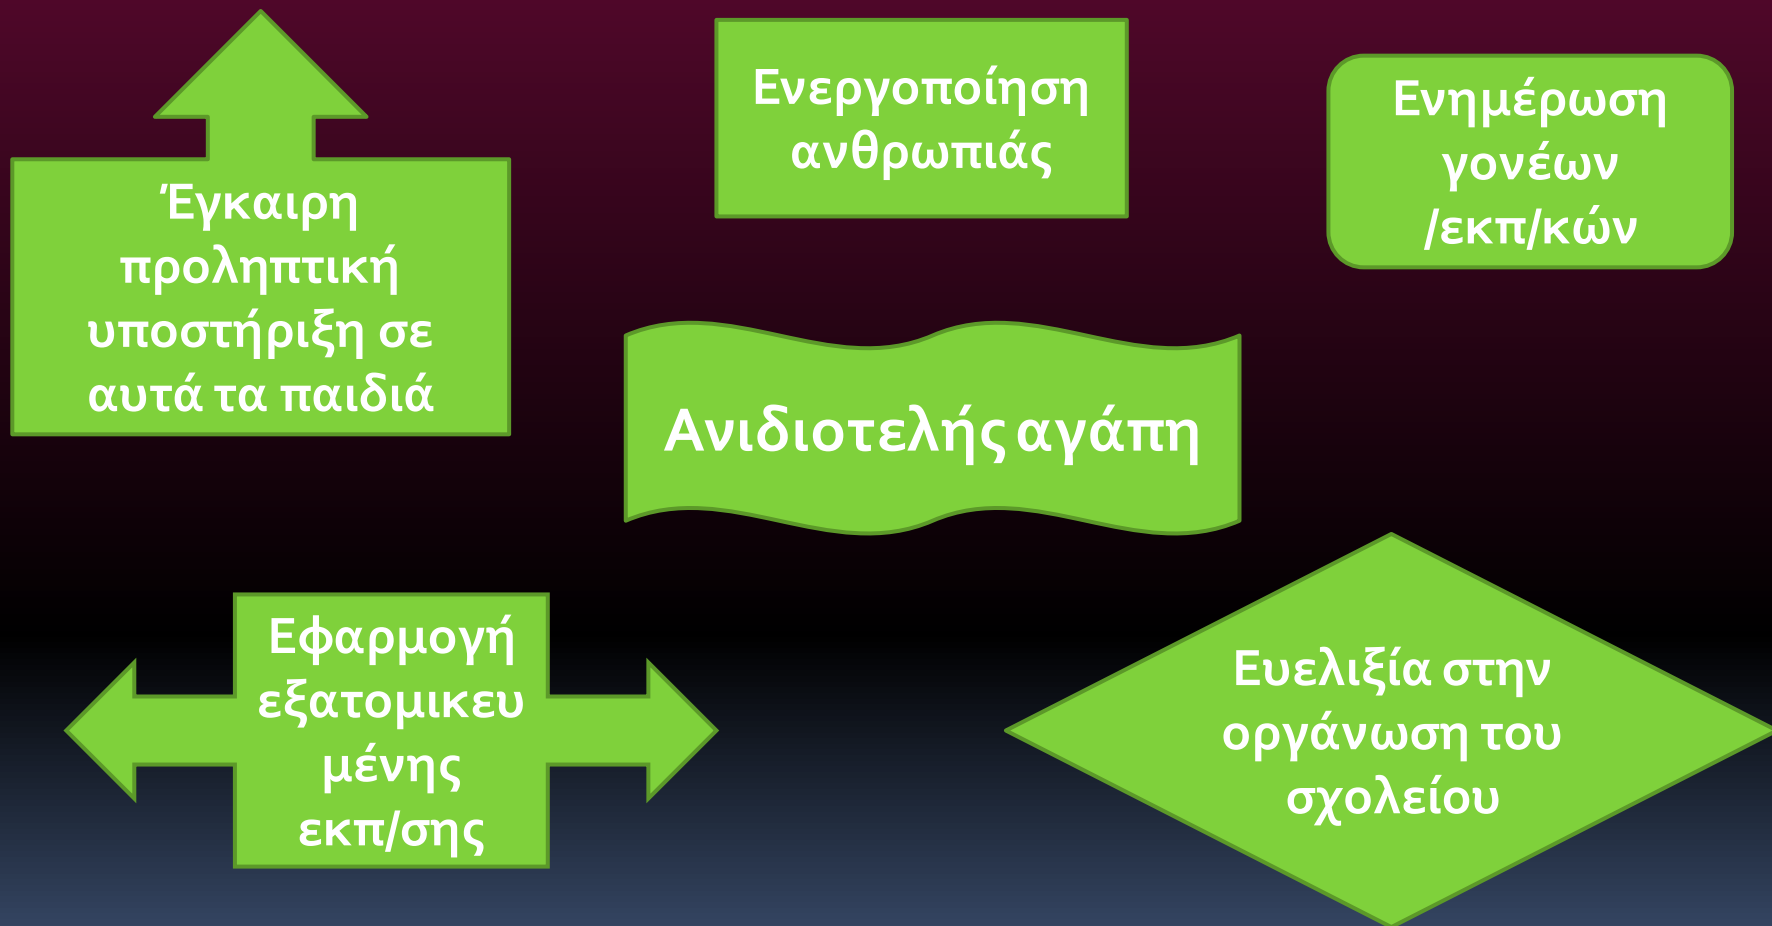 Έγκαιρη
προληπτική
υποστήριξη σε
αυτά τα παιδιά
Ενεργοποίηση
ανθρωπιάς
Ενημέρωση
γονέων
/εκπ/κών
Ανιδιοτελής αγάπη
Εφαρμογή
εξατομικευ
μένης
εκπ/σης
Ευελιξία στην
οργάνωση του
σχολείου